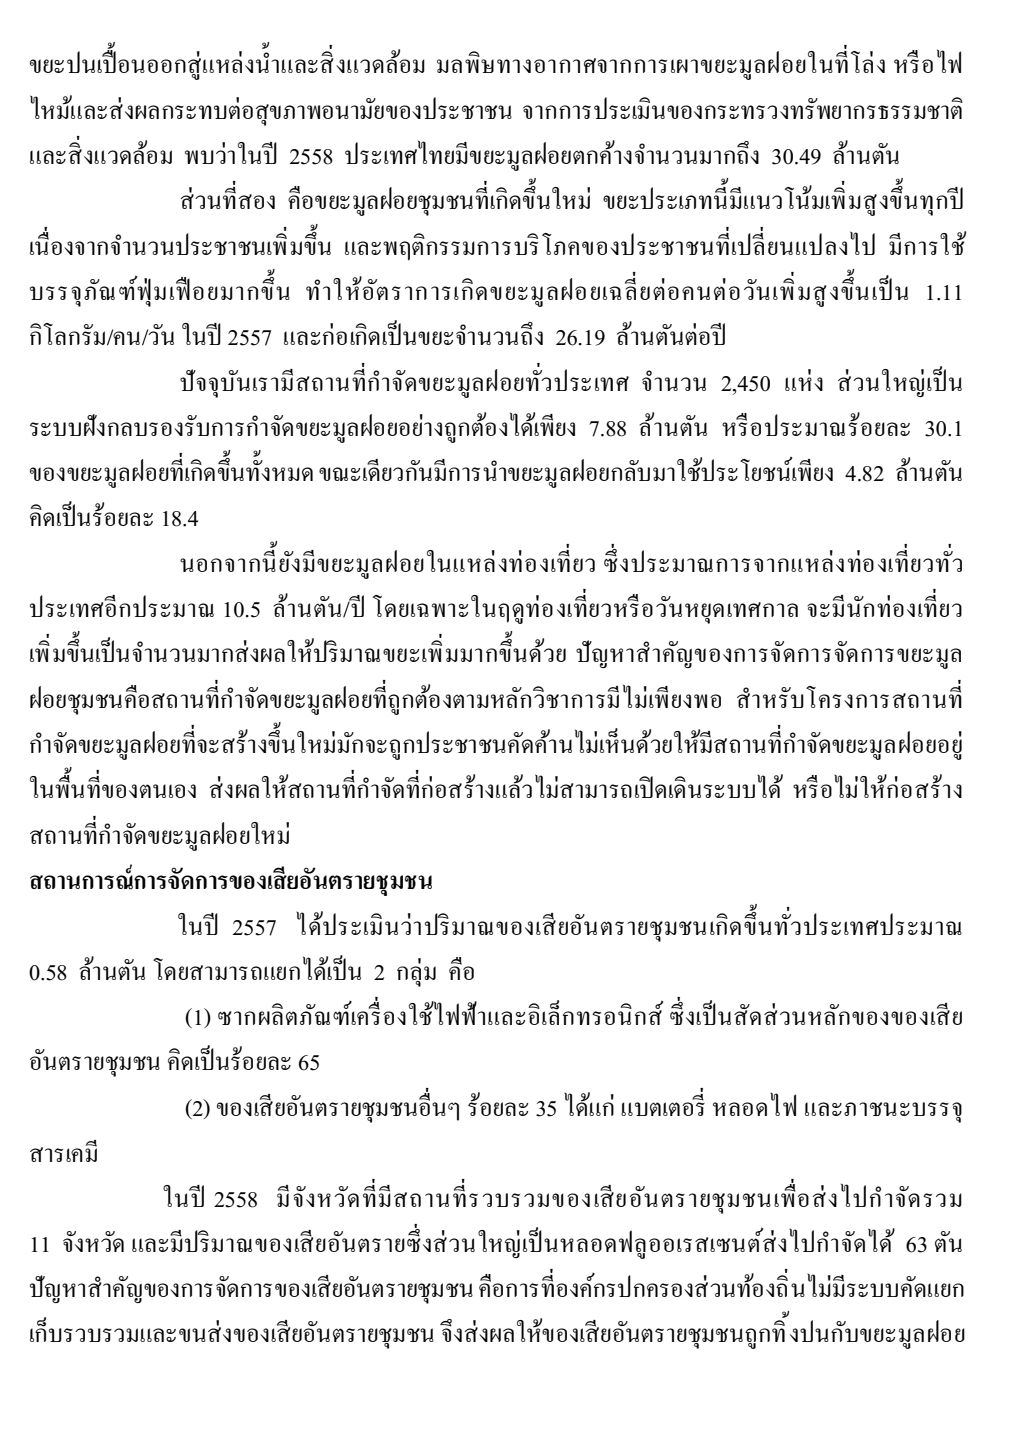 ขยะปนเปื้อนออกสู่แหล่งน้ำและสิ่งแวดล้อม มลพิษทางอากาศจากการเผาขยะมูลฝอยในที่โล่ง หรือไฟ
ไหม้และส่งผลกระทบต่อสุขภาพอนามัยของประชาชน จากการประเมินของกระทรวงทรัพยากรธรรมชาติ
และสิ่งแวดล้อม พบว่าในปี 2558 ประเทศไทยมีขยะมูลฝอยตกค้างจำนวนมากถึง 30.49 ล้านตัน
ส่วนที่สอง คือขยะมูลฝอยชุมชนที่เกิดขึ้นใหม่ ขยะประเภทนี้มีแนวโน้มเพิ่มสูงขึ้นทุกปี
เนื่องจากจำนวนประชาชนเพิ่มขึ้น และพฤติกรรมการบริโภคของประชาชนที่เปลี่ยนแปลงไป มีการใช้
บรรจุภัณฑ์ฟุ่มเฟือยมากขึ้น ทำให้อัตราการเกิดขยะมูลฝอยเฉลี่ยต่อคนต่อวันเพิ่มสูงขึ้นเป็น 1.11
กิโลกรัม/คน/วัน ในปี 2557 และก่อเกิดเป็นขยะจำนวนถึง 26.19 ล้านตันต่อปี
ปัจจุบันเรามีสถานที่กำจัดขยะมูลฝอยทั่วประเทศ จำนวน 2,450 แห่ง ส่วนใหญ่เป็น
ระบบฝังกลบรองรับการกำจัดขยะมูลฝอยอย่างถูกต้องได้เพียง 7.88 ล้านตัน หรือประมาณร้อยละ 30.1
ของขยะมูลฝอยที่เกิดขึ้นทั้งหมด ขณะเดียวกันมีการนำขยะมูลฝอยกลับมาใช้ประโยชน์เพียง 4.82 ล้านตัน
คิดเป็นร้อยละ 18.4
นอกจากนี้ยังมีขยะมูลฝอยในแหล่งท่องเที่ยว ซึ่งประมาณการจากแหล่งท่องเที่ยวทั่ว
ประเทศอีกประมาณ 10.5 ล้านตัน/ปี โดยเฉพาะในฤดูท่องเที่ยวหรือวันหยุดเทศกาล จะมีนักท่องเที่ยว
เพิ่มขึ้นเป็นจำนวนมากส่งผลให้ปริมาณขยะเพิ่มมากขึ้นด้วย ปัญหาสำคัญของการจัดการจัดการขยะมูล
ฝอยชุมชนคือสถานที่กำจัดขยะมูลฝอยที่ถูกต้องตามหลักวิชาการมีไม่เพียงพอ สำหรับโครงการสถานที่
กำจัดขยะมูลฝอยที่จะสร้างขึ้นใหม่มักจะถูกประชาชนคัดค้านไม่เห็นด้วยให้มีสถานที่กำจัดขยะมูลฝอยอยู่
ในพื้นที่ของตนเอง ส่งผลให้สถานที่กำจัดที่ก่อสร้างแล้วไม่สามารถเปิดเดินระบบได้ หรือไม่ให้ก่อสร้าง
สถานที่กำจัดขยะมูลฝอยใหม่
สถานการณ์การจัดการของเสียอันตรายชุมชน
ในปี 2557 ได้ประเมินว่าปริมาณของเสียอันตรายชุมชนเกิดขึ้นทั่วประเทศประมาณ
0.58 ล้านตัน โดยสามารถแยกได้เป็น 2 กลุ่ม คือ
(1) ซากผลิตภัณฑ์เครื่องใช้ไฟฟ้าและอิเล็กทรอนิกส์ ซึ่งเป็นสัดส่วนหลักของของเสีย
อันตรายชุมชน คิดเป็นร้อยละ 65
(2) ของเสียอันตรายชุมชนอื่นๆ ร้อยละ 35 ได้แก่ แบตเตอรี่ หลอดไฟ และภาชนะบรรจุ
สารเคมี
ในปี 2558 มีจังหวัดที่มีสถานที่รวบรวมของเสียอันตรายชุมชนเพื่อส่งไปกำจัดรวม
11 จังหวัด และมีปริมาณของเสียอันตรายซึ่งส่วนใหญ่เป็นหลอดฟลูออเรสเซนต์ส่งไปกำจัดได้ 63 ตัน
ปัญหาสำคัญของการจัดการของเสียอันตรายชุมชน คือการที่องค์กรปกครองส่วนท้องถิ่นไม่มีระบบคัดแยก
เก็บรวบรวมและขนส่งของเสียอันตรายชุมชน จึงส่งผลให้ของเสียอันตรายชุมชนถูกทิ้งปนกับขยะมูลฝอย